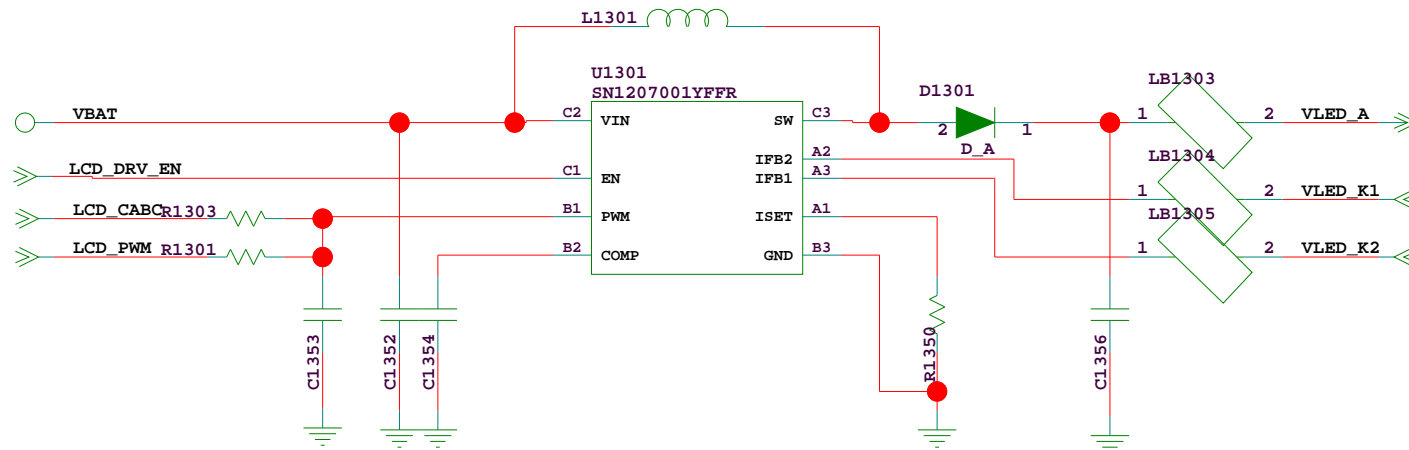 L1301
U1301
SN1207001YFFR
D1301
LB1303
VBAT
C2
VIN
SW
C3
2
1
D_A
1
2
VLED_A
LCD_DRV_EN
C1
EN
IFB2
A2
IFB1
A3
LB1304
1
2
VLED_K1
LCD_CABC
R1303
B1
PWM
ISET
A1
LB1305
LCD_PWM
R1301
B2
COMP
GND
B3
1
2
VLED_K2
C1353
C1352
C1354
R1350
C1356